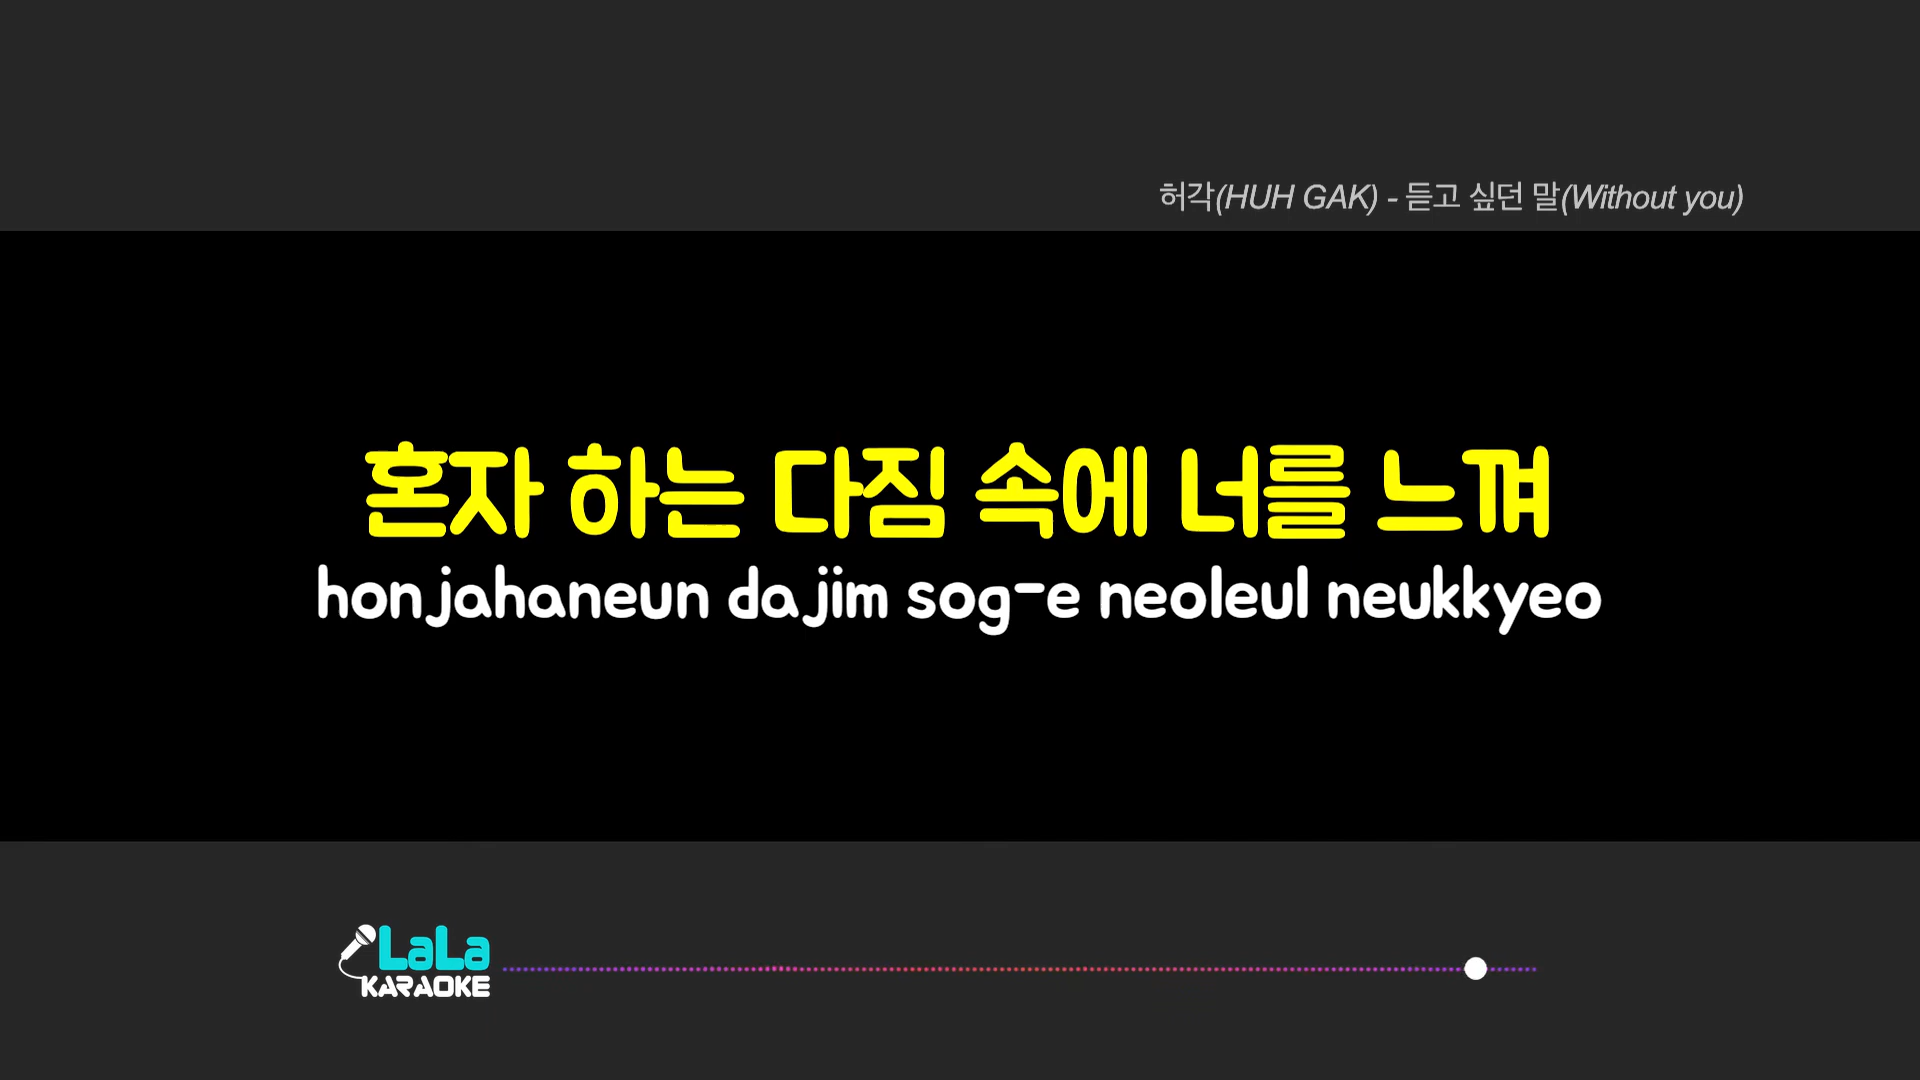 허각(HUH GAK) - 듣고 싶던 말(Without you)
혼자 하는 다짐 속에 너를 느껴
honjahaneun dajim sog-e neoleul neukkyeo
LaLa
KARAOKE